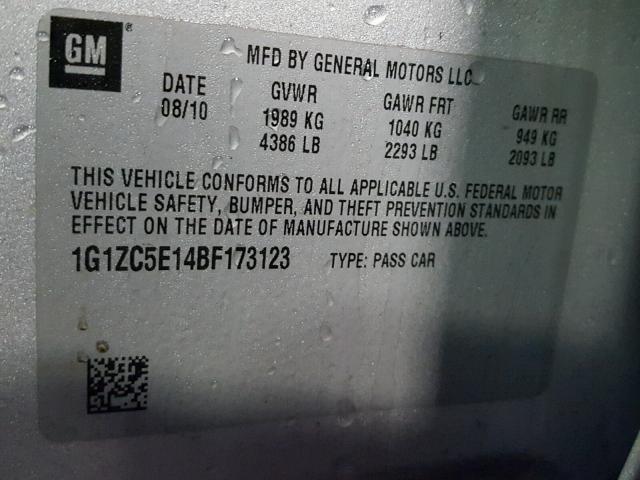 GM ®
MFD BY GENERAL MOTORS LLC
DATE GVWR GAWR FRT GAWR RR
08/10 1989 KG 1040 KG 949 KG
4386 LB 2293 LB 2093 LB
THIS VEHICLE CONFORMS TO ALL APPLICABLE U.S. FEDERAL MOTOR
VEHICLE SAFETY, BUMPER, AND THEFT PREVENTION STANDARDS IN
EFFECT ON THE DATE OF MANUFACTURE SHOWN ABOVE.
1G1ZC5E14BF173123 TYPE: PASS CAR